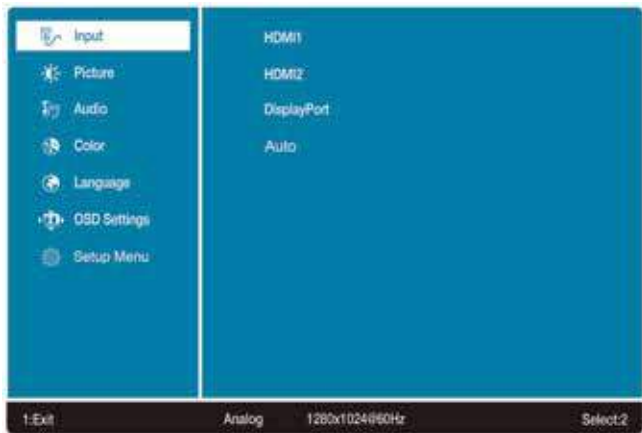 Input
Picture
Audio
Color
Language
OSD Settings
Setup Menu
HDMI1
HDMI2
DisplayPort
Auto
1:Exit Analog 1280x1024@60Hz Select:2